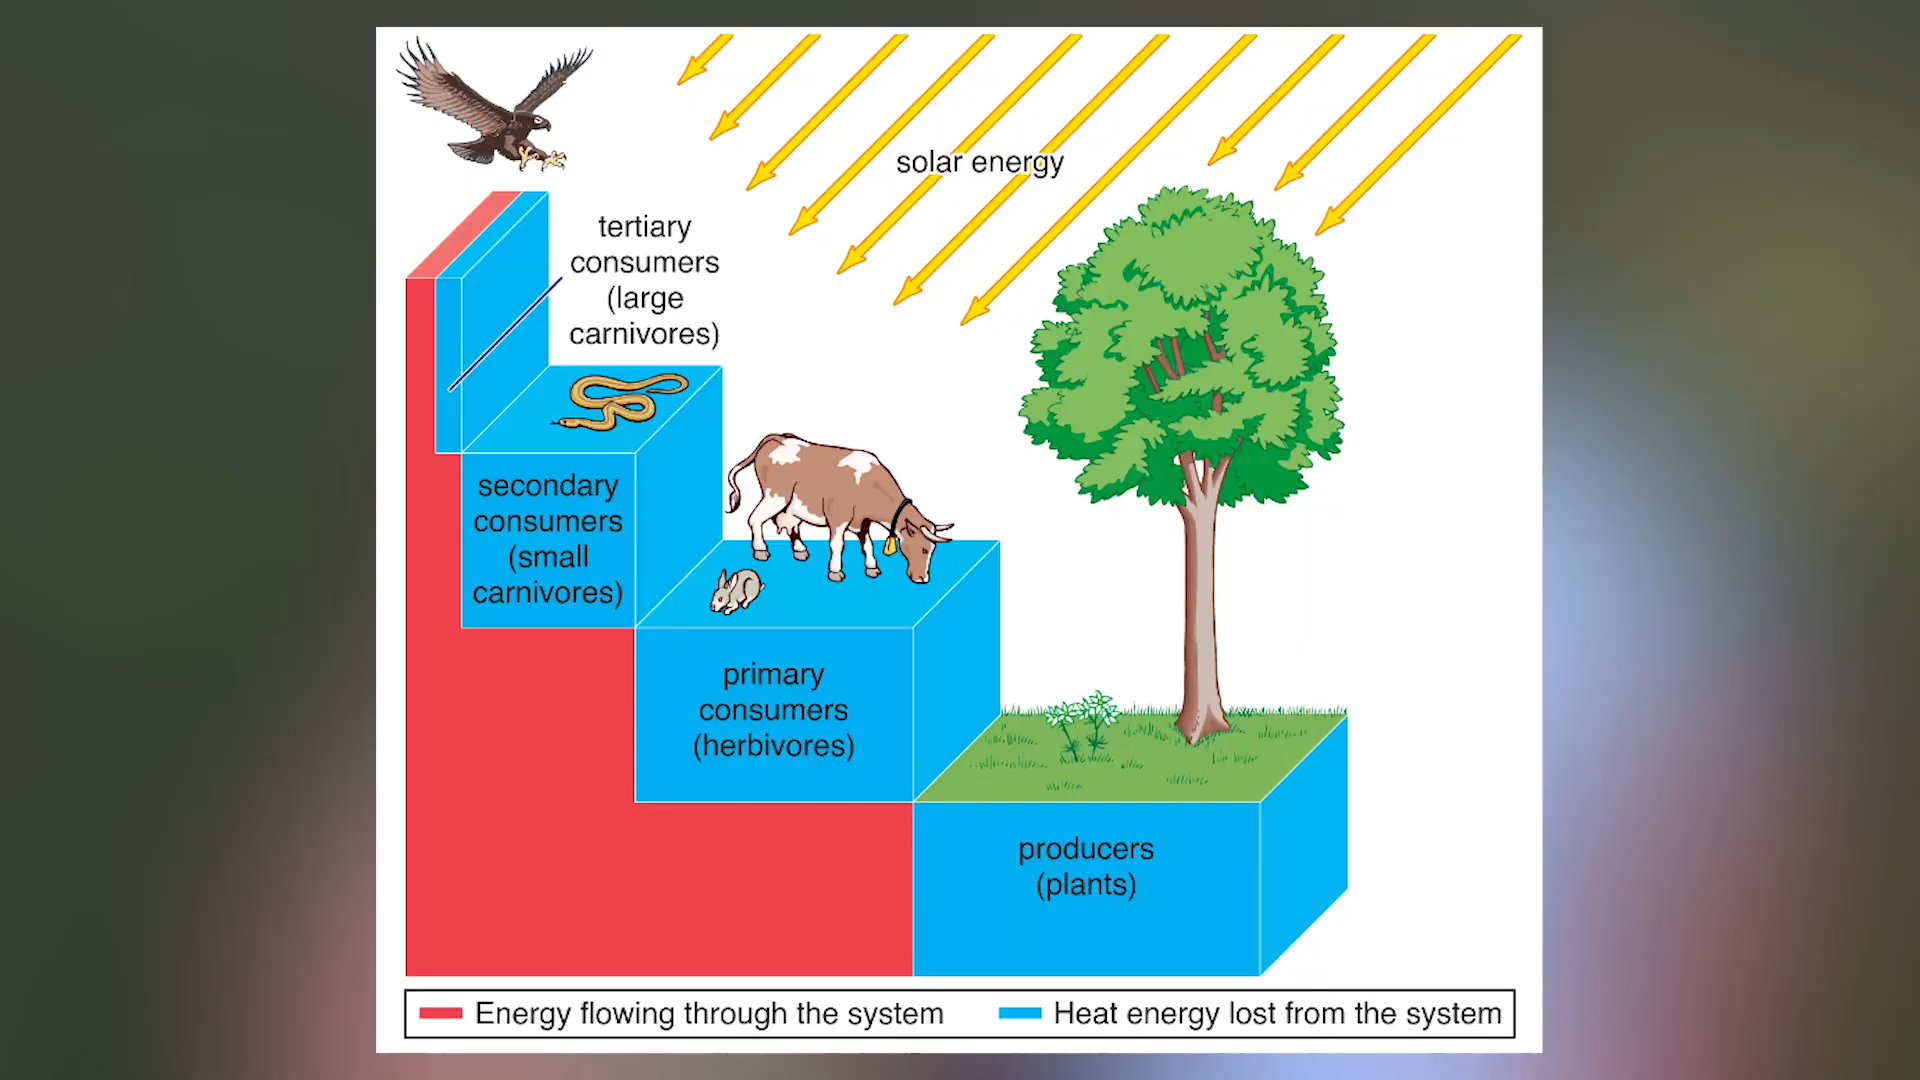 solar energy
tertiary
consumers
(large
carnivores)
secondary
consumers
(small
carnivores)
primary
consumers
(herbivores)
producers
(plants)
Energy flowing through the system
Heat energy lost from the system